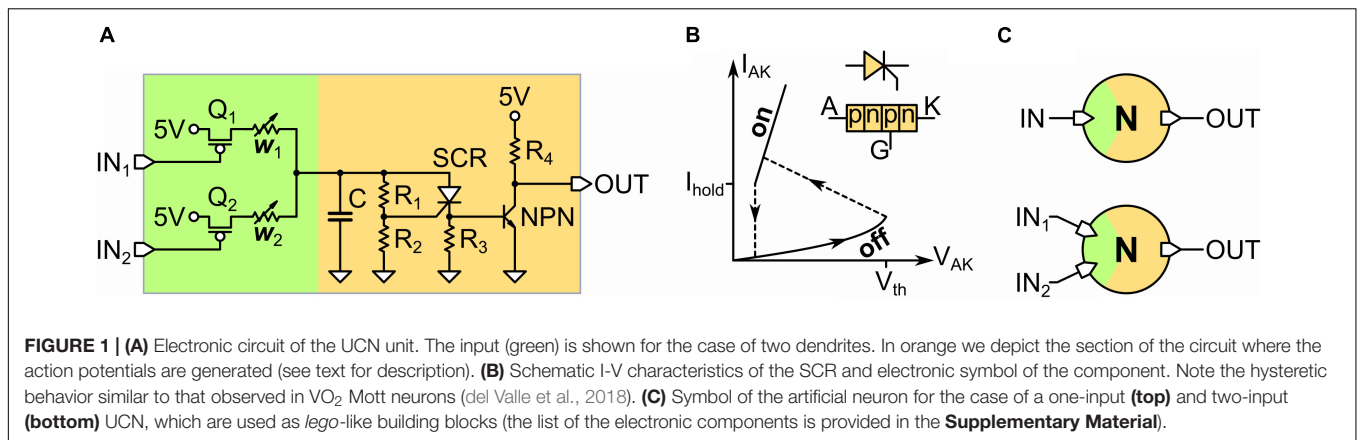 A
B
C
5V
Q1
w1
IN1
5V
Q2
w2
IN2
C
R1
R2
SCR
R3
5V
R4
NPN
OUT
IAK
on
Ihold
off
VAK
Vth
A
pnpn
K
G
IN
N
OUT
IN1
IN2
N
OUT
FIGURE 1 | (A) Electronic circuit of the UCN unit. The input (green) is shown for the case of two dendrites. In orange we depict the section of the circuit where the
action potentials are generated (see text for description). (B) Schematic I-V characteristics of the SCR and electronic symbol of the component. Note the hysteretic
behavior similar to that observed in VO2 Mott neurons (del Valle et al., 2018). (C) Symbol of the artificial neuron for the case of a one-input (top) and two-input
(bottom) UCN, which are used as lego-like building blocks (the list of the electronic components is provided in the Supplementary Material).